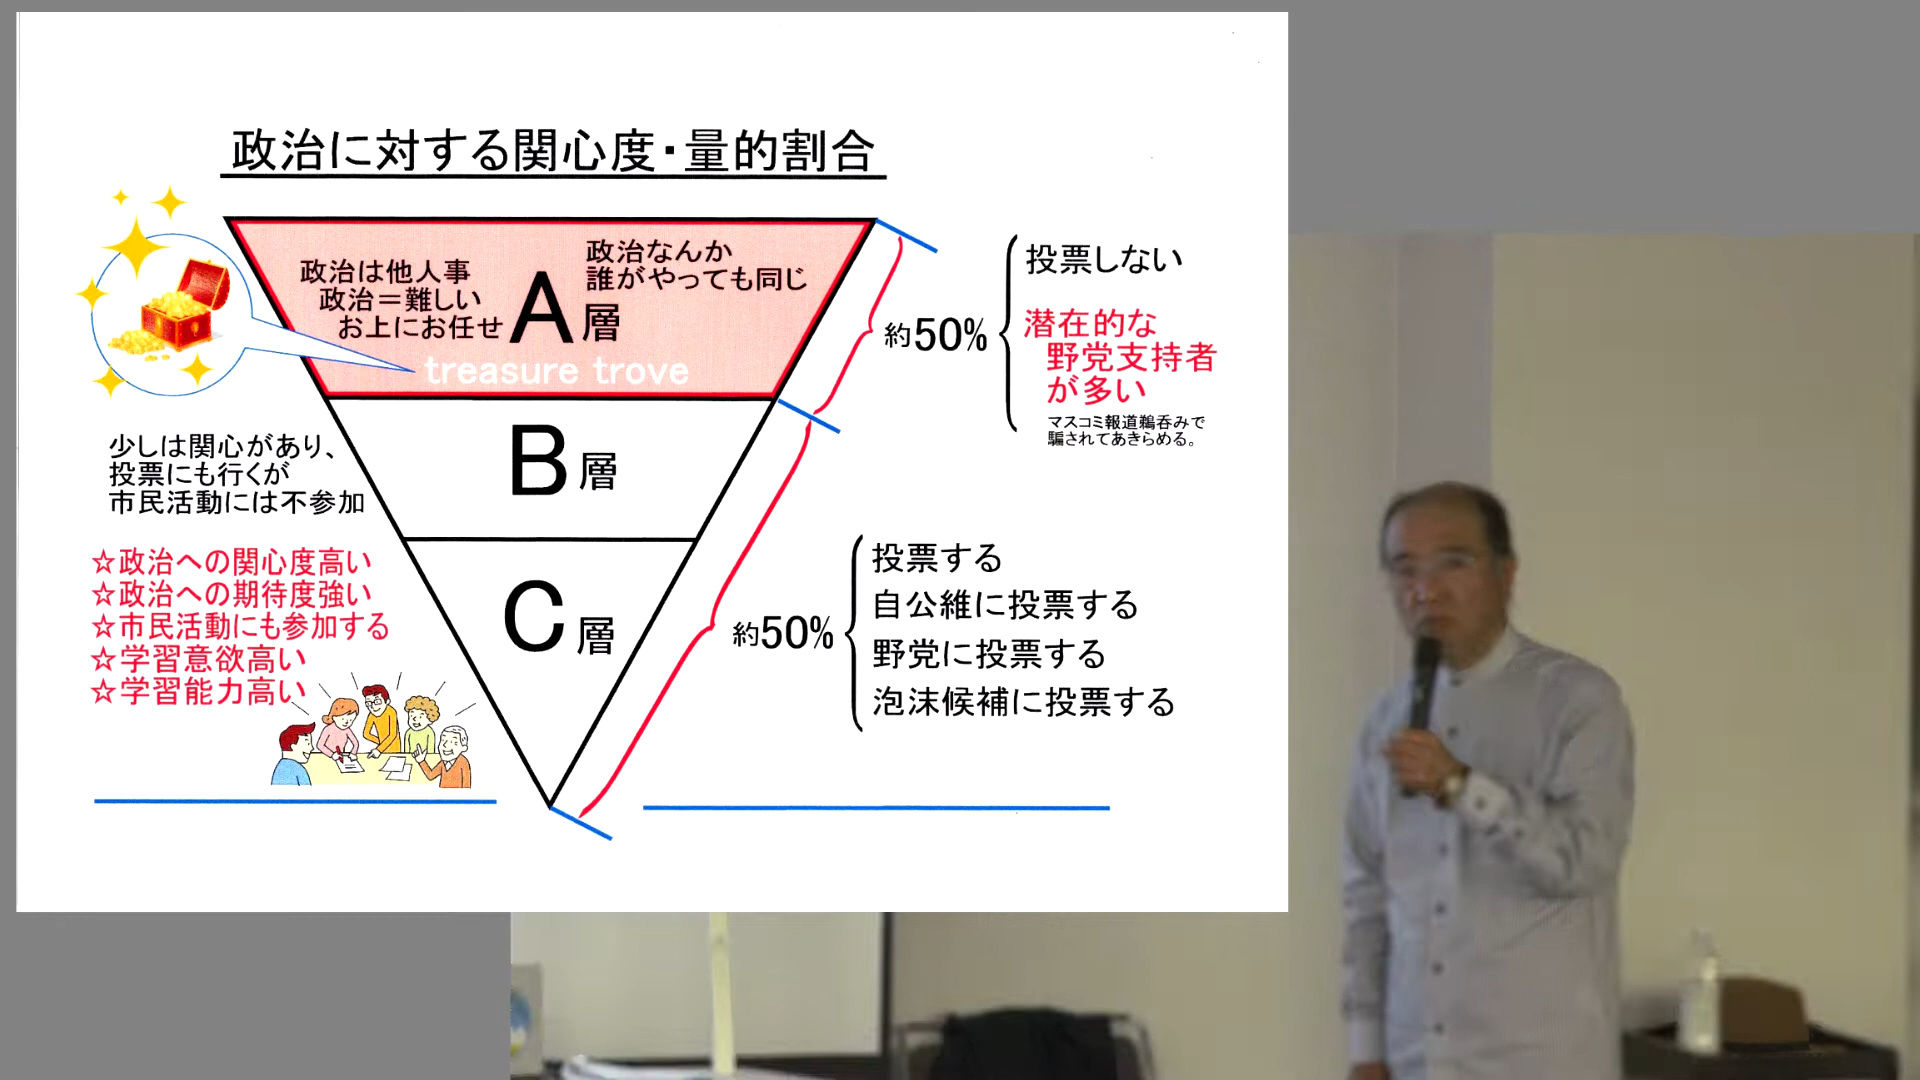 政治に対する関心度・量的割合
政治は他人事
政治＝難しい
お上にお任せ
政治なんか
誰がやっても同じ
A層
treasure trove
約50%
投票しない
潜在的な
野党支持者
が多い
マスコミ報道鵜呑みで
騙されてあきらめる。
少しは関心があり、
投票にも行くが
市民活動には不参加
B層
☆政治への関心度高い
☆政治への期待度強い
☆市民活動にも参加する
☆学習意欲高い
☆学習能力高い
C層
約50%
投票する
自公維に投票する
野党に投票する
泡沫候補に投票する